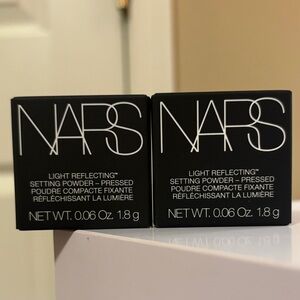 NARS
LIGHT REFLECTING™
SETTING POWDER – PRESSED
POUDRE COMPACTE FIXANTE
RÉFLÉCHISSANT LA LUMIÈRE
NET WT. 0.06 Oz. 1.8 g
NARS
LIGHT REFLECTING™
SETTING POWDER – PRESSED
POUDRE COMPACTE FIXANTE
RÉFLÉCHISSANT LA LUMIÈRE
NET WT. 0.06 Oz. 1.8 g